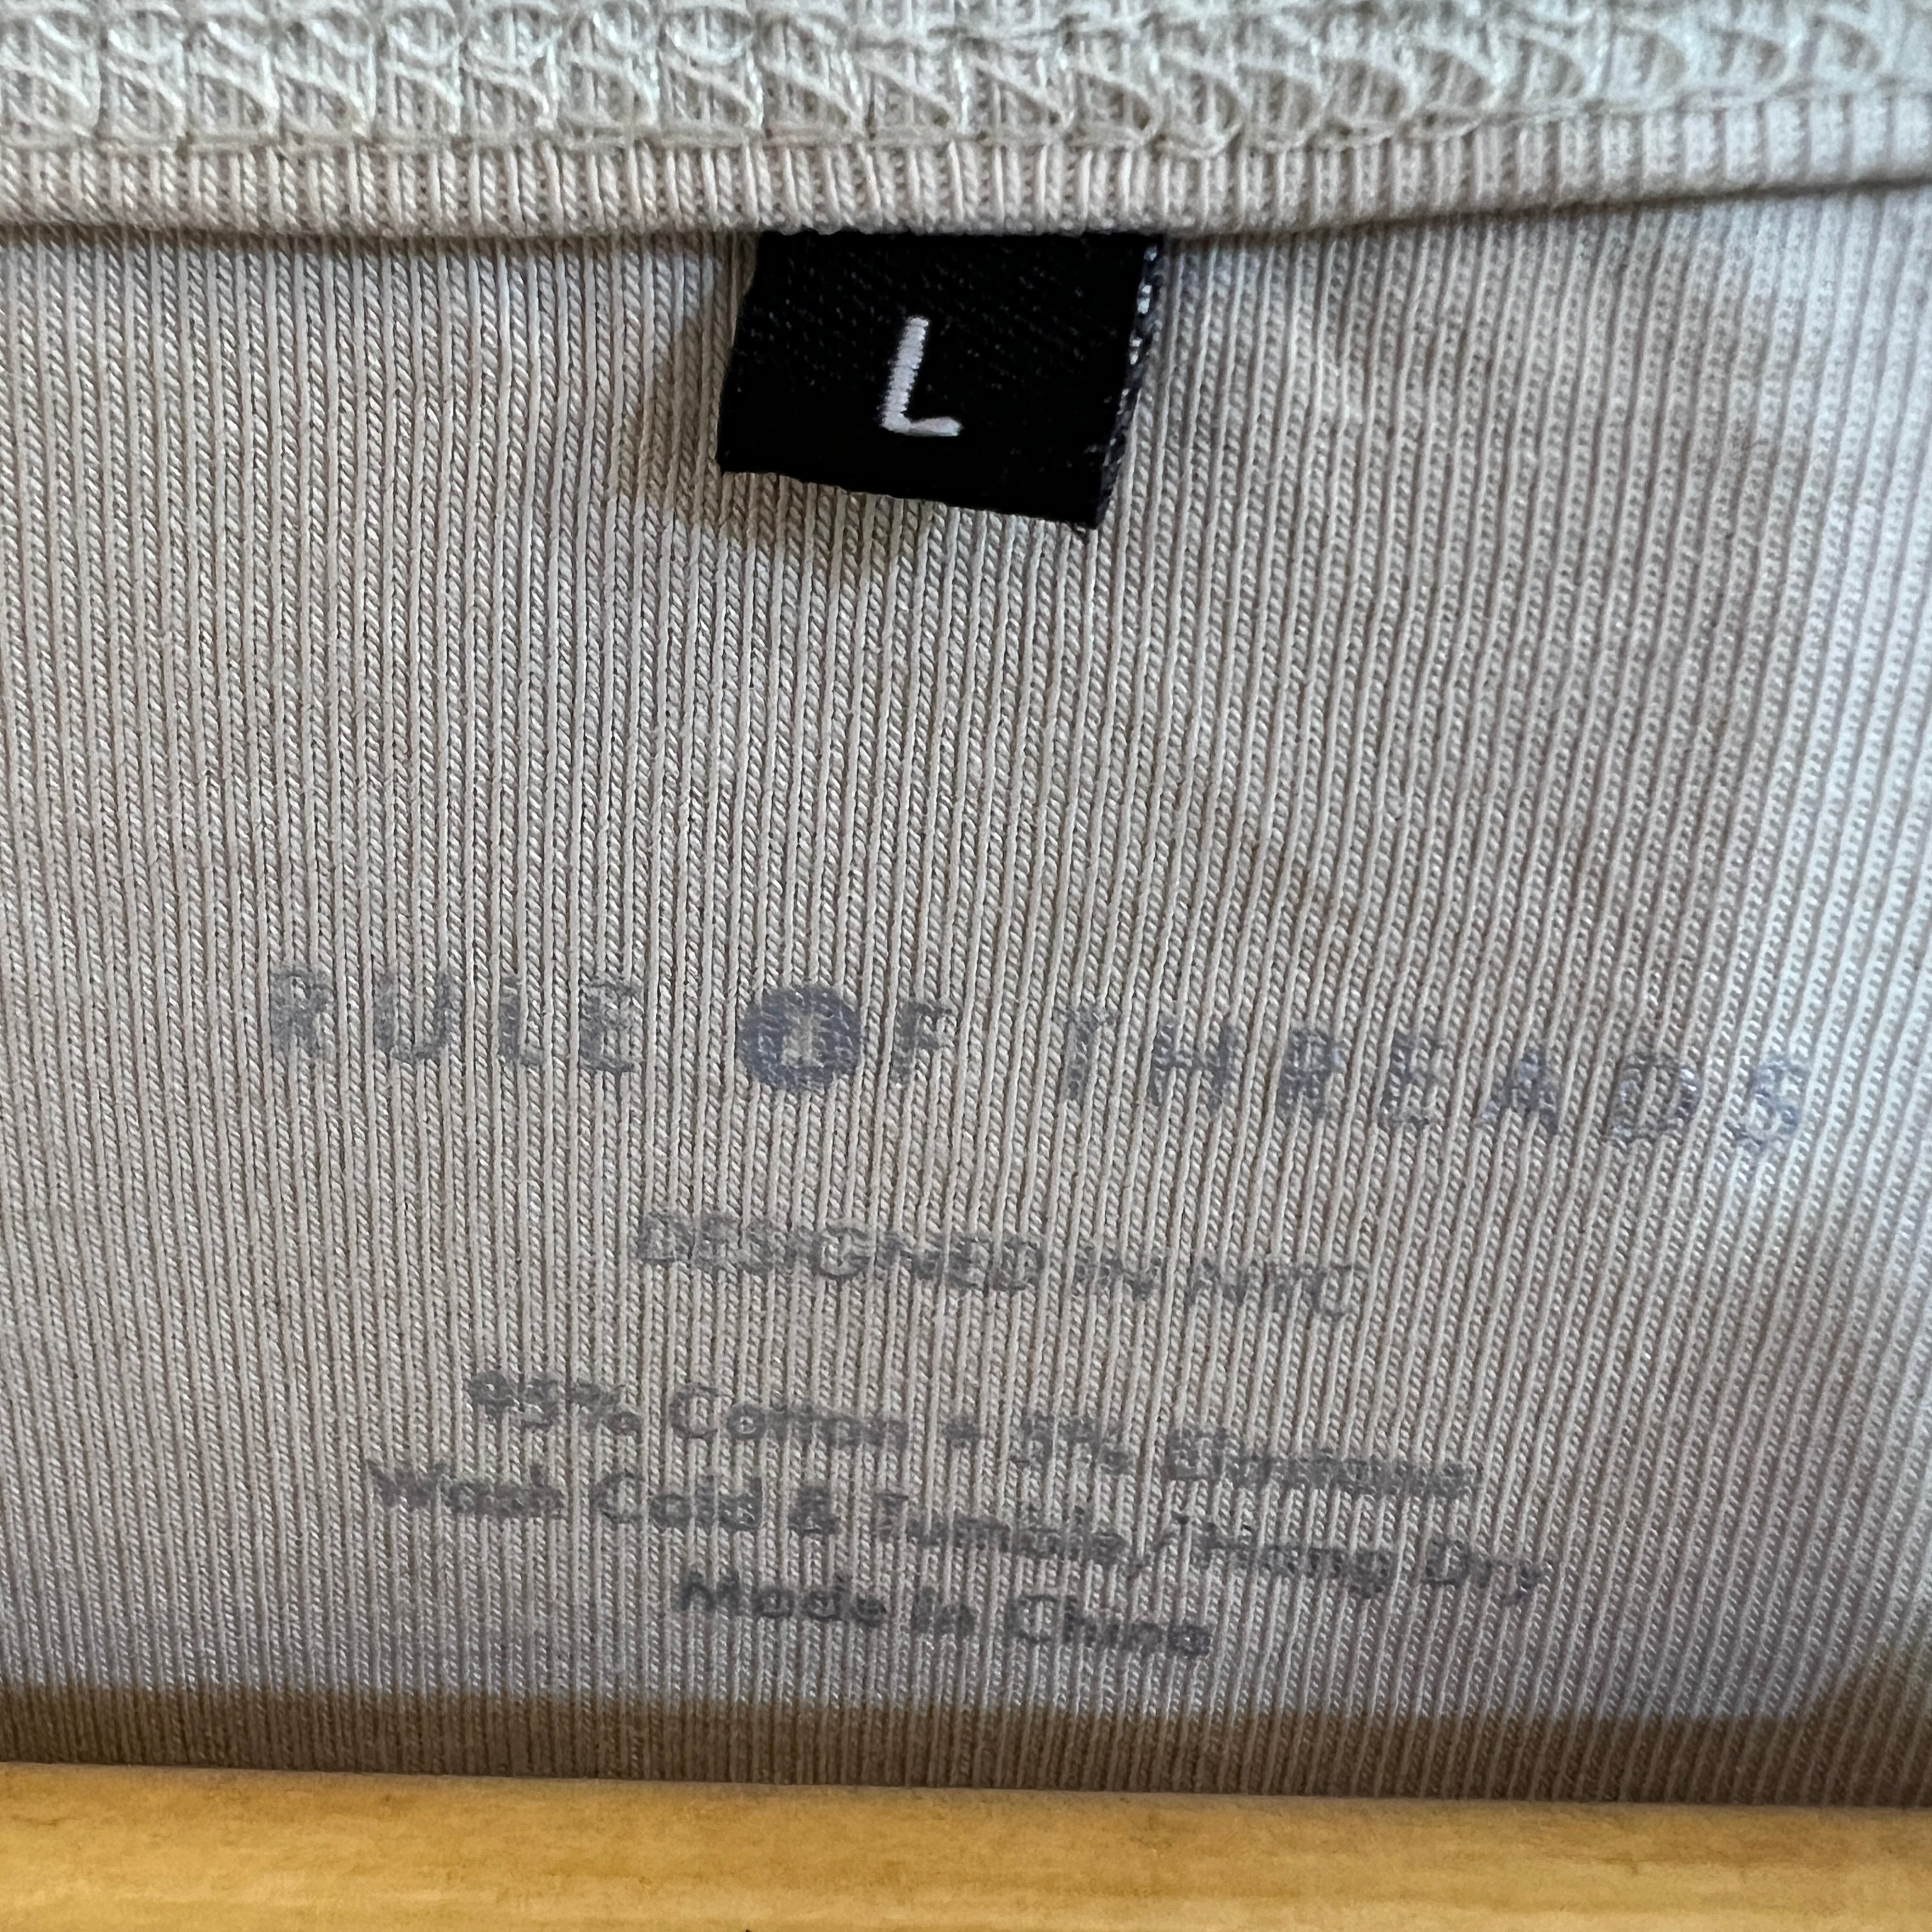 L
RULE OF THREADS
DESIGNED IN NYC
95% Cotton + 5% Elastane
Wash Cold & Tumble/Hang Dry
Made in China